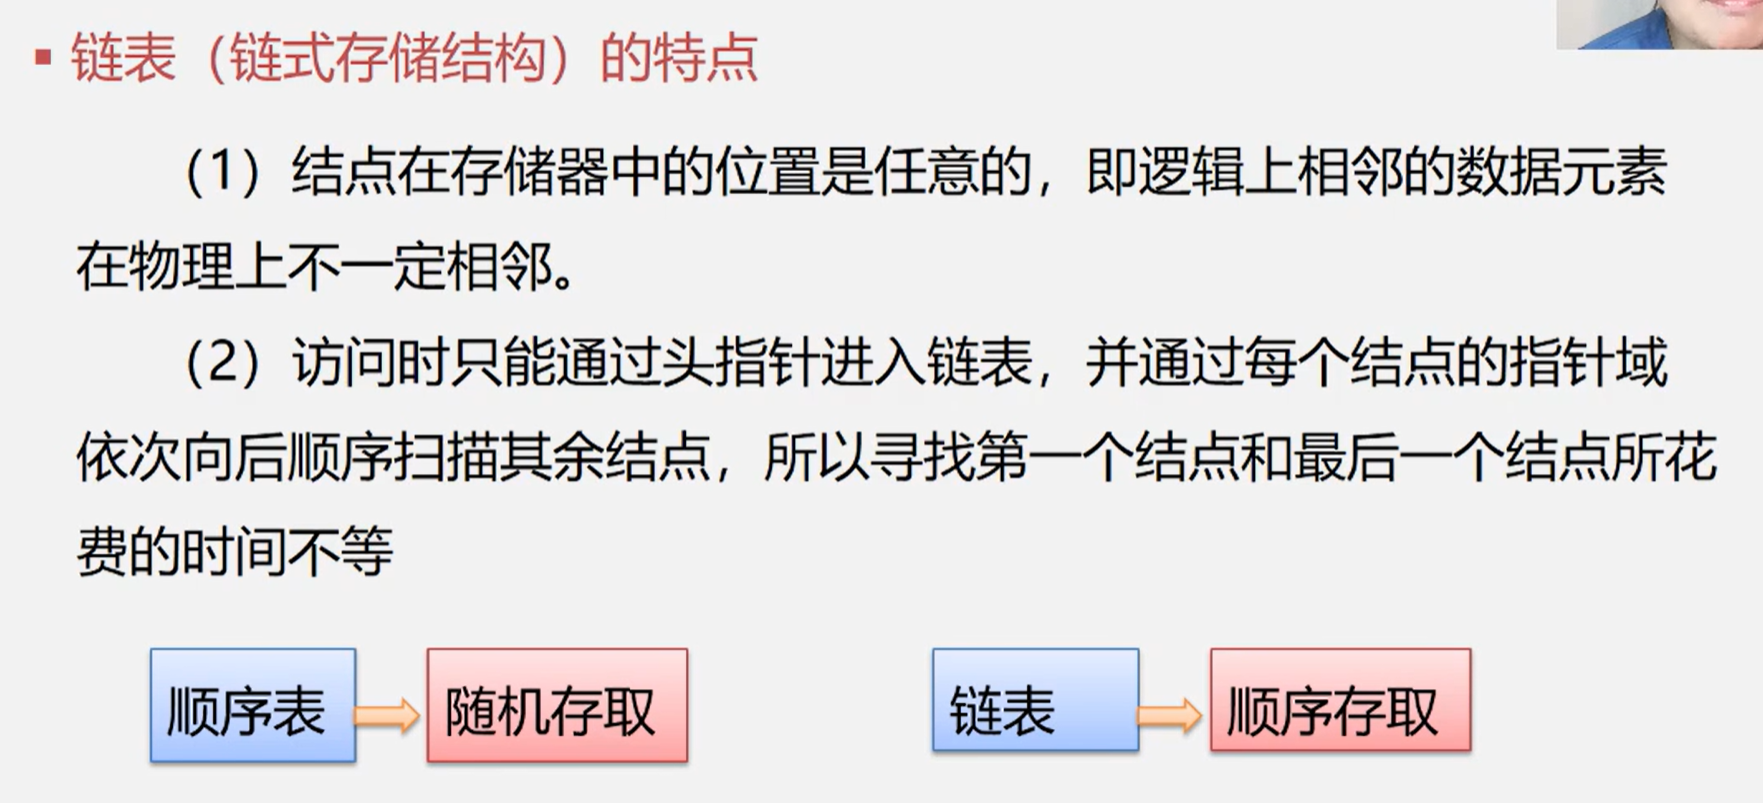 ▪ 链表（链式存储结构）的特点
（1）结点在存储器中的位置是任意的，即逻辑上相邻的数据元素
在物理上不一定相邻。
（2）访问时只能通过头指针进入链表，并通过每个结点的指针域
依次向后顺序扫描其余结点，所以寻找第一个结点和最后一个结点所花
费的时间不等
顺序表 随机存取 链表 顺序存取